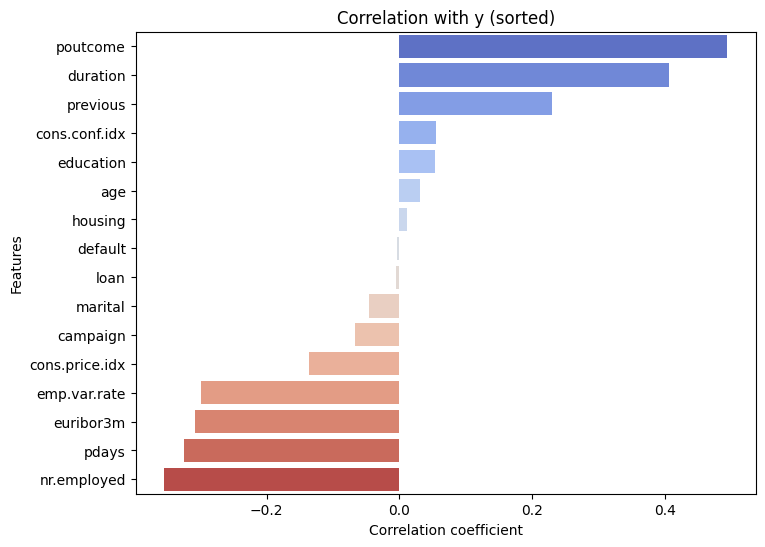 Correlation with y (sorted)
Features
poutcome
duration
previous
cons.conf.idx
education
age
housing
default
loan
marital
campaign
cons.price.idx
emp.var.rate
euribor3m
pdays
nr.employed
−0.2 0.0 0.2 0.4
Correlation coefficient